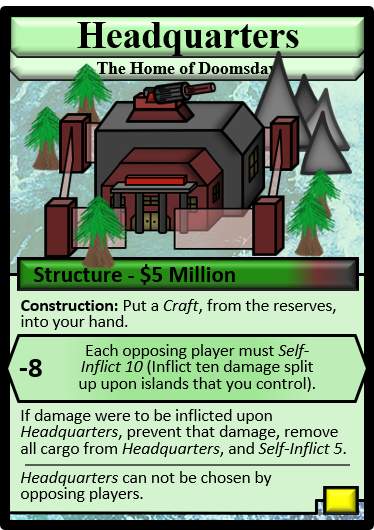 Headquarters
The Home of Doomsday
Structure - $5 Million
Construction: Put a Craft, from the reserves,
into your hand.
-8
Each opposing player must Self-
Inflict 10 (Inflict ten damage split
up upon islands that you control).
If damage were to be inflicted upon
Headquarters, prevent that damage, remove
all cargo from Headquarters, and Self-Inflict 5.
Headquarters can not be chosen by
opposing players.